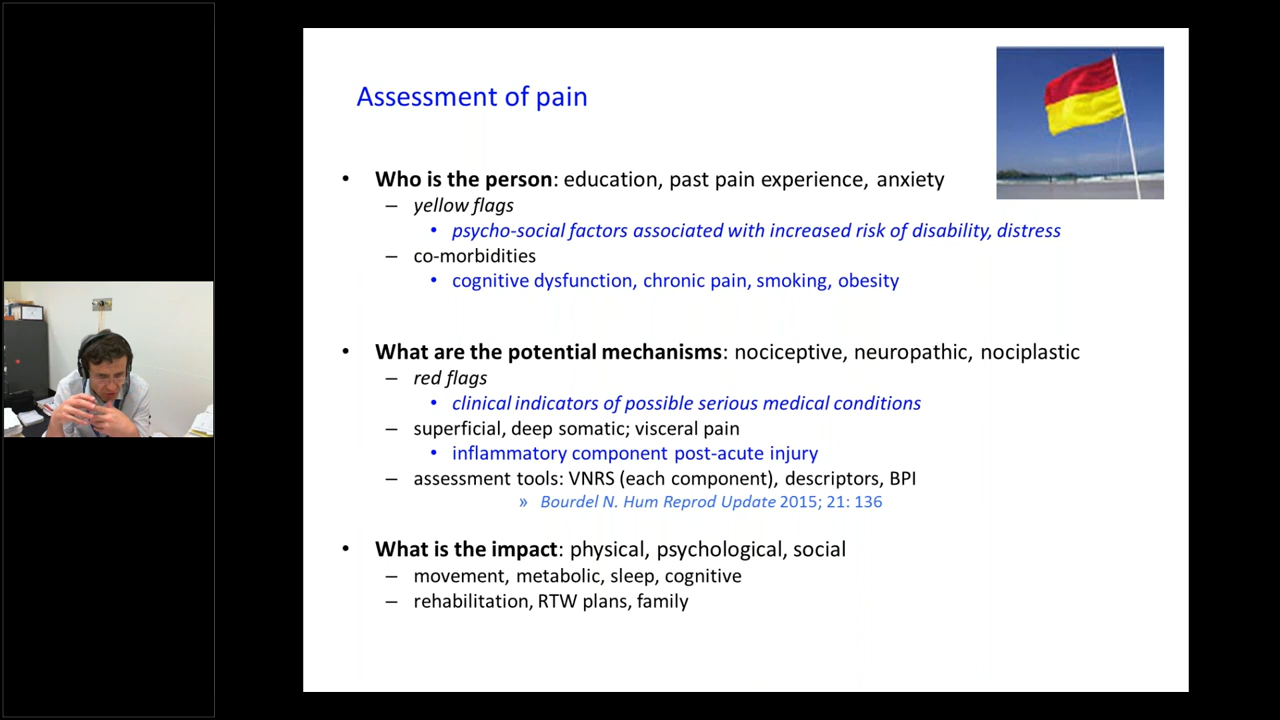 Assessment of pain
• Who is the person: education, past pain experience, anxiety
– yellow flags
• psycho-social factors associated with increased risk of disability, distress
– co-morbidities
• cognitive dysfunction, chronic pain, smoking, obesity
• What are the potential mechanisms: nociceptive, neuropathic, nociplastic
– red flags
• clinical indicators of possible serious medical conditions
– superficial, deep somatic; visceral pain
• inflammatory component post-acute injury
– assessment tools: VNRS (each component), descriptors, BPI
» Bourdel N. Hum Reprod Update 2015; 21: 136
• What is the impact: physical, psychological, social
– movement, metabolic, sleep, cognitive
– rehabilitation, RTW plans, family